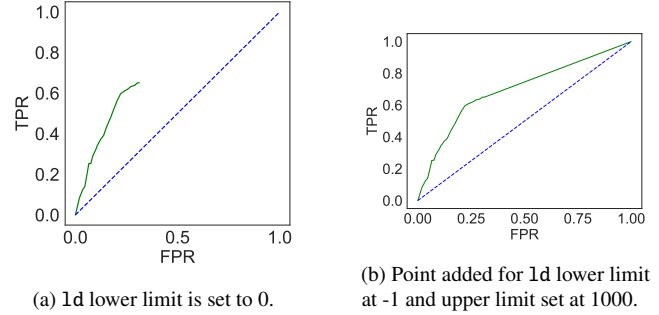 1.0
0.8
0.6
0.4
0.2
0.0
TPR
0.0 0.5 1.0
FPR
(a) ld lower limit is set to 0.
1.0
0.8
0.6
0.4
0.2
0.0
TPR
0.00 0.25 0.50 0.75 1.00
FPR
(b) Point added for ld lower limit
at -1 and upper limit set at 1000.